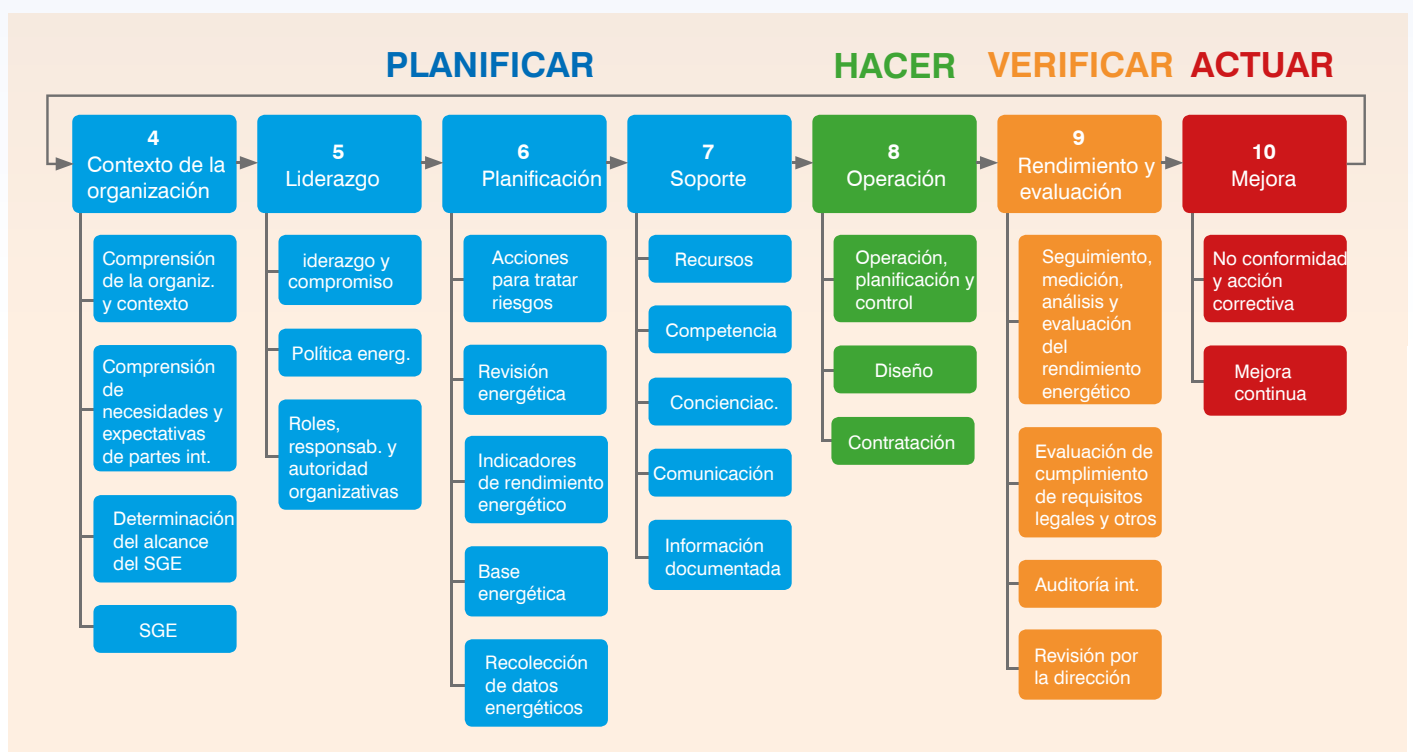 PLANIFICAR
HACER
VERIFICAR
ACTUAR
4
Contexto de la
organización
Comprensión
de la organiz.
y contexto
Comprensión
de
necesidades y
expectativas
de partes int.
Determinación
del alcance
del SGE
SGE
5
Liderazgo
iderazgo y
compromiso
Política energ.
Roles,
responsab. y
autoridad
organizativas
6
Planificación
Acciones
para tratar
riesgos
Revisión
energética
Indicadores
de rendimiento
energético
Base
energética
Recolección
de datos
energéticos
7
Soporte
Recursos
Competencia
Concienciac.
Comunicación
Información
documentada
8
Operación
Operación,
planificación y
control
Diseño
Contratación
9
Rendimiento y
evaluación
Seguimiento,
medición,
análisis y
evaluación
del
rendimiento
energético
Evaluación de
cumplimiento
de requisitos
legales y otros
Auditoría int.
Revisión por
la dirección
10
Mejora
No conformidad
y acción
correctiva
Mejora
continua